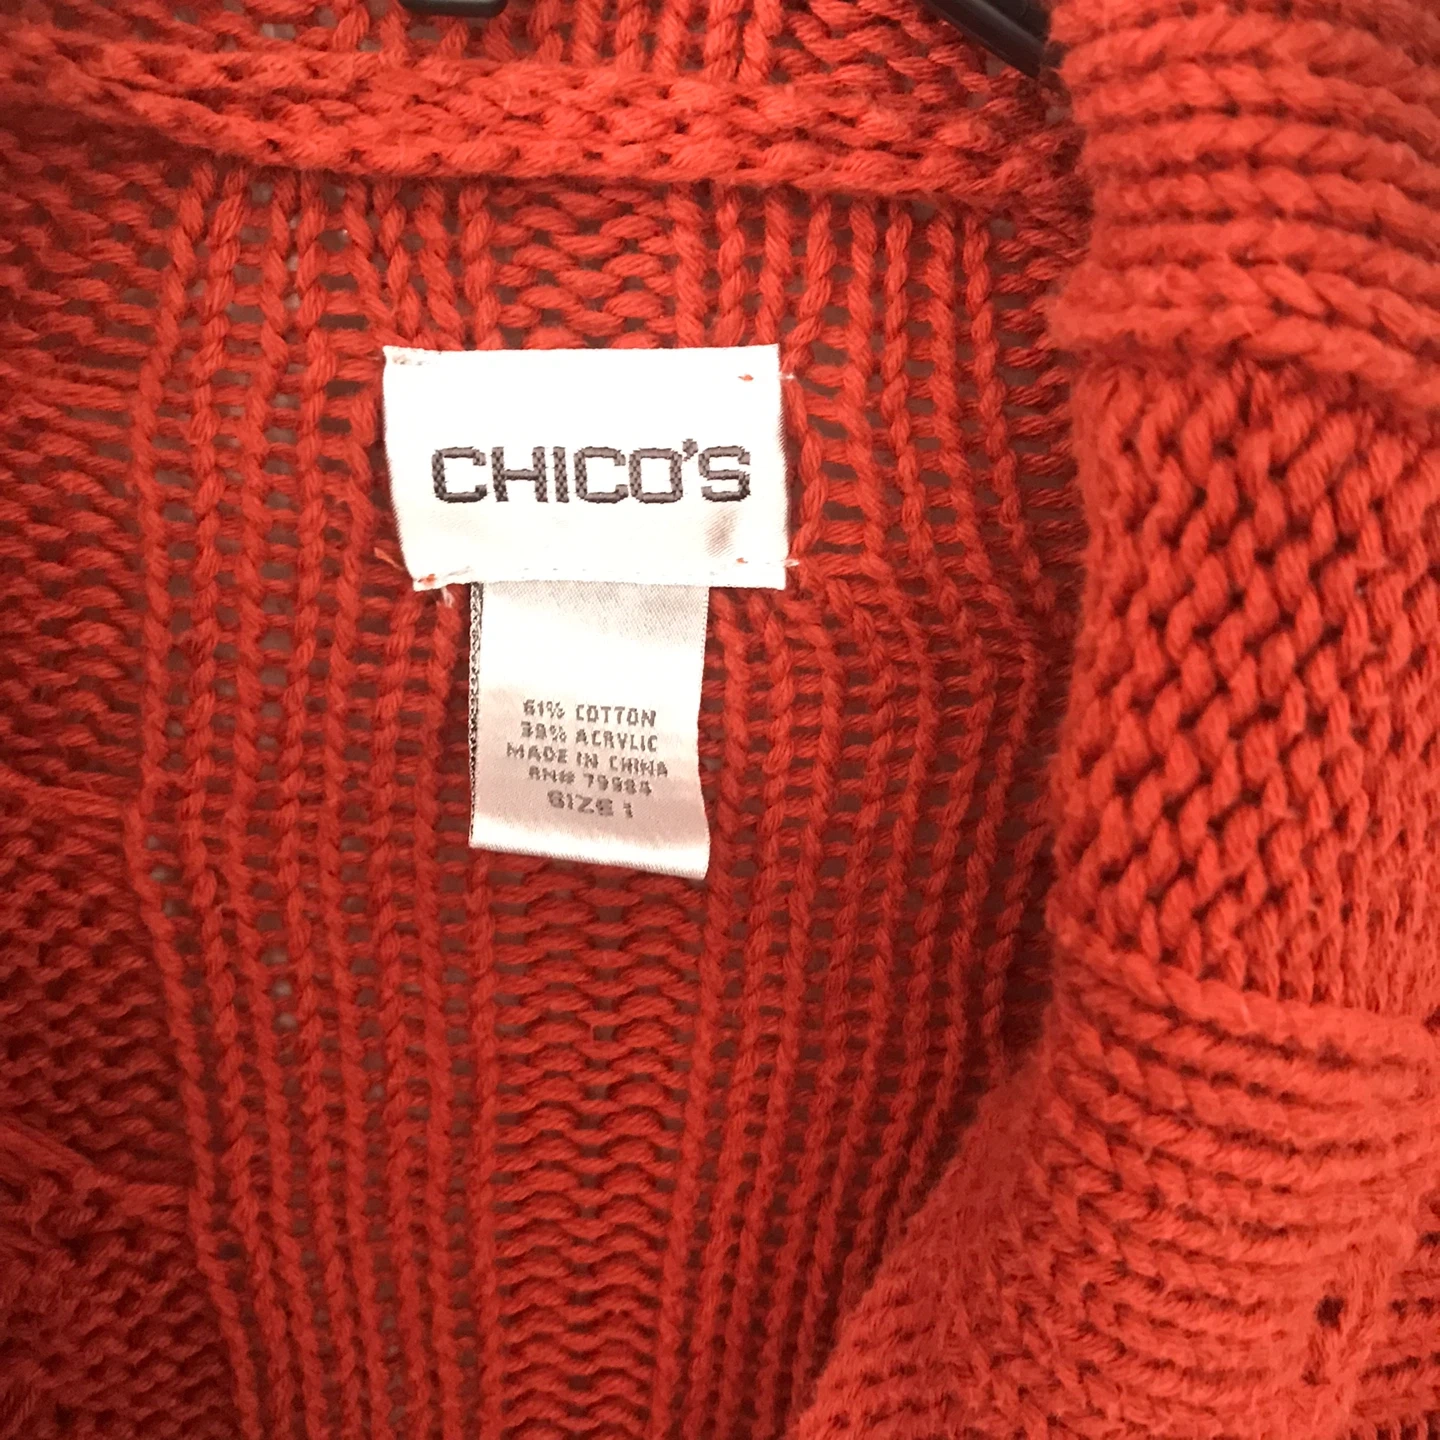 CHICO'S
61% COTTON
39% ACRYLIC
MADE IN CHINA
RN# 79984
SIZE 1